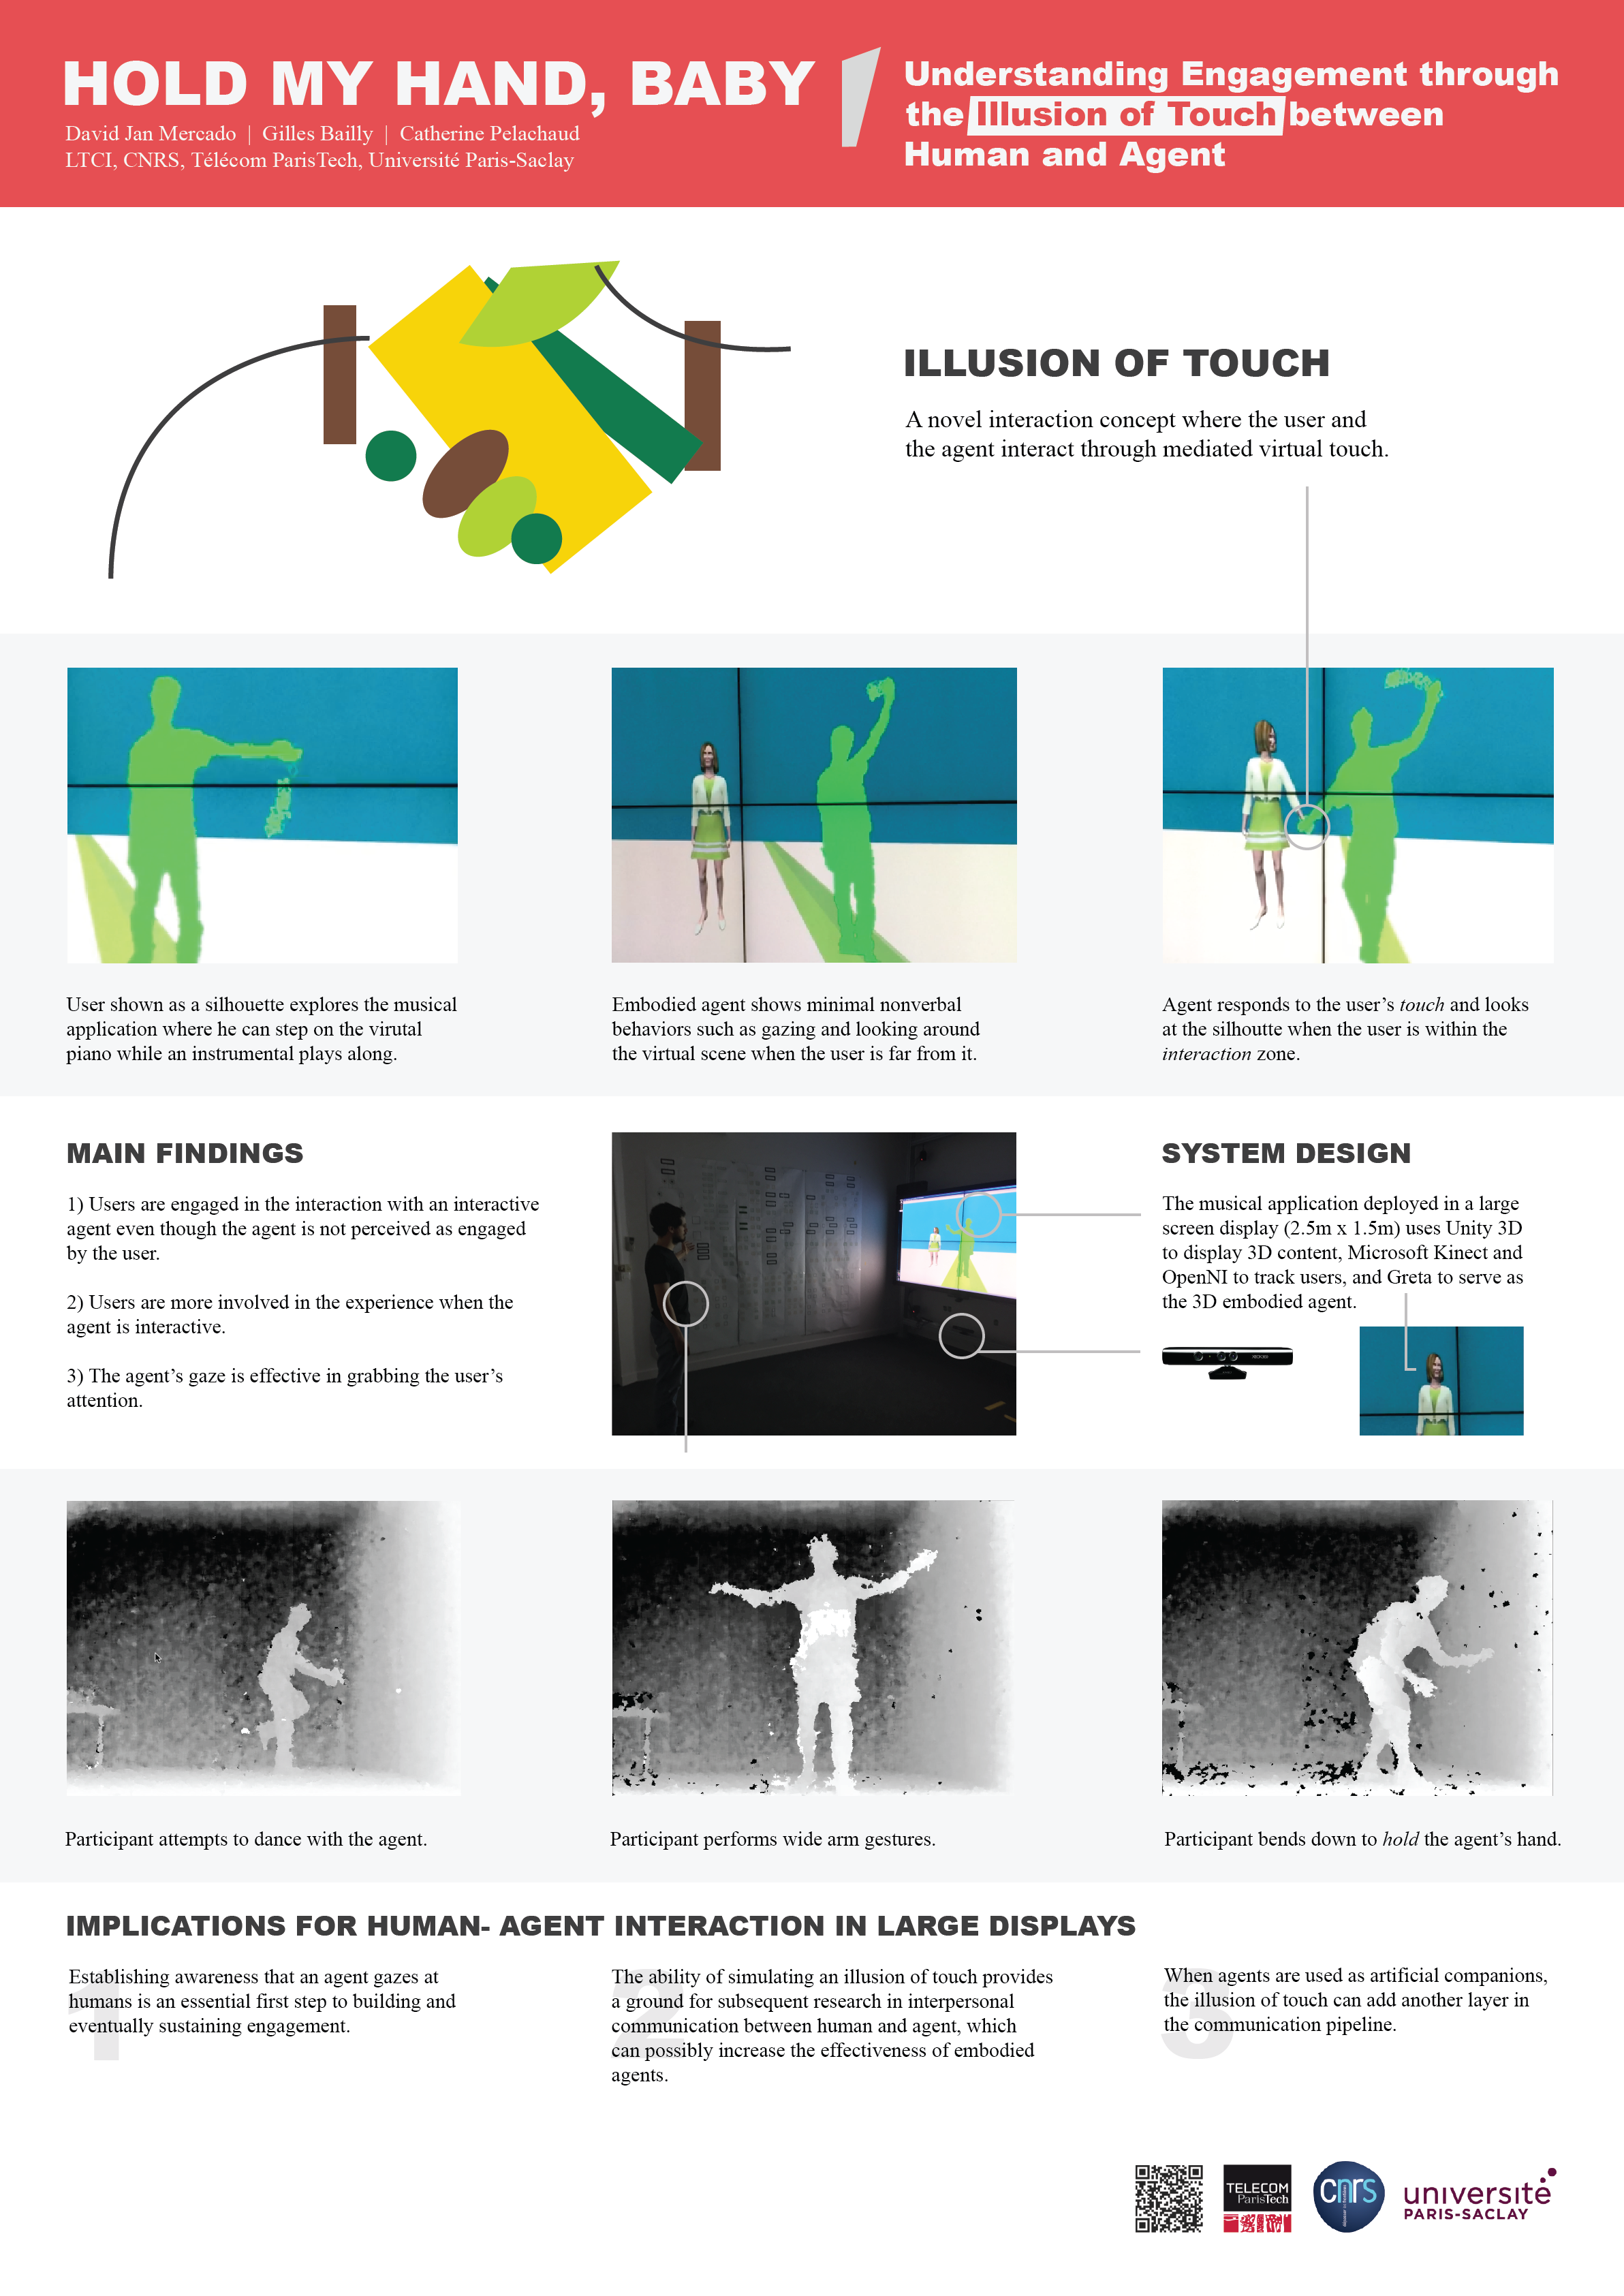 HOLD MY HAND, BABY
David Jan Mercado | Gilles Bailly | Catherine Pelachaud
LTCI, CNRS, Télécom ParisTech, Université Paris-Saclay
Understanding Engagement through
the Illusion of Touch between
Human and Agent
ILLUSION OF TOUCH
A novel interaction concept where the user and
the agent interact through mediated virtual touch.
User shown as a silhouette explores the musical
application where he can step on the virutal
piano while an instrumental plays along.
Embodied agent shows minimal nonverbal
behaviors such as gazing and looking around
the virtual scene when the user is far from it.
Agent responds to the user's touch and looks
at the silhoutte when the user is within the
interaction zone.
MAIN FINDINGS
1) Users are engaged in the interaction with an interactive
agent even though the agent is not perceived as engaged
by the user.
2) Users are more involved in the experience when the
agent is interactive.
3) The agent's gaze is effective in grabbing the user's
attention.
SYSTEM DESIGN
The musical application deployed in a large
screen display (2.5m x 1.5m) uses Unity 3D
to display 3D content, Microsoft Kinect and
OpenNI to track users, and Greta to serve as
the 3D embodied agent.
Participant attempts to dance with the agent.
Participant performs wide arm gestures.
Participant bends down to hold the agent's hand.
IMPLICATIONS FOR HUMAN- AGENT INTERACTION IN LARGE DISPLAYS
1
Establishing awareness that an agent gazes at
humans is an essential first step to building and
eventually sustaining engagement.
2
The ability of simulating an illusion of touch provides
a ground for subsequent research in interpersonal
communication between human and agent, which
can possibly increase the effectiveness of embodied
agents.
3
When agents are used as artificial companions,
the illusion of touch can add another layer in
the communication pipeline.
TELECOM
ParisTech
cnrs
université
PARIS-SACLAY